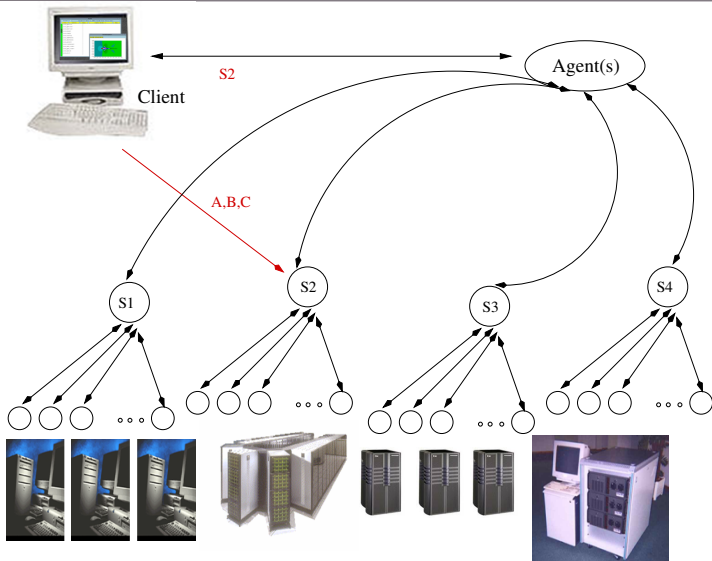 Agent(s)
S2
Client
A,B,C
S1
S2
S3
S4